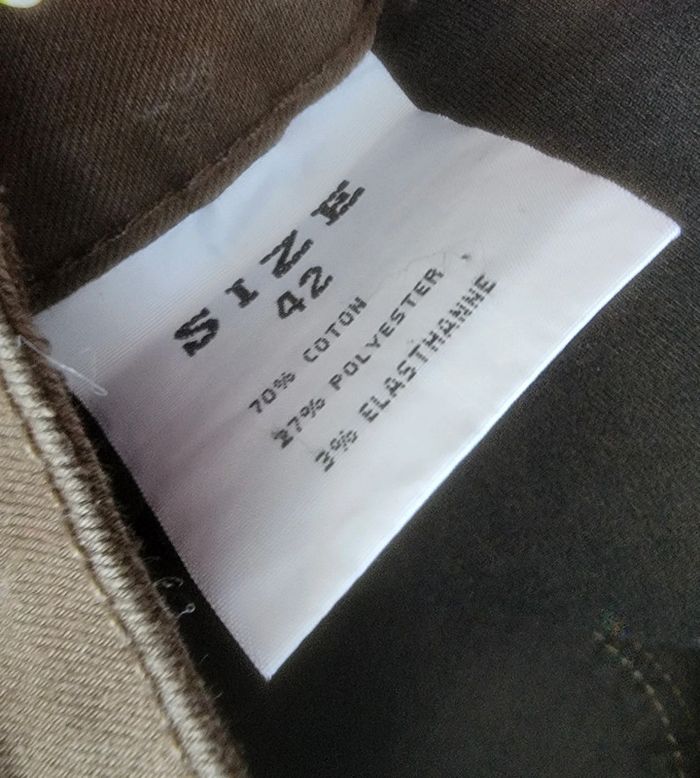 SIZE
42
70% COTON
27% POLYESTER
3% ELASTHANNE